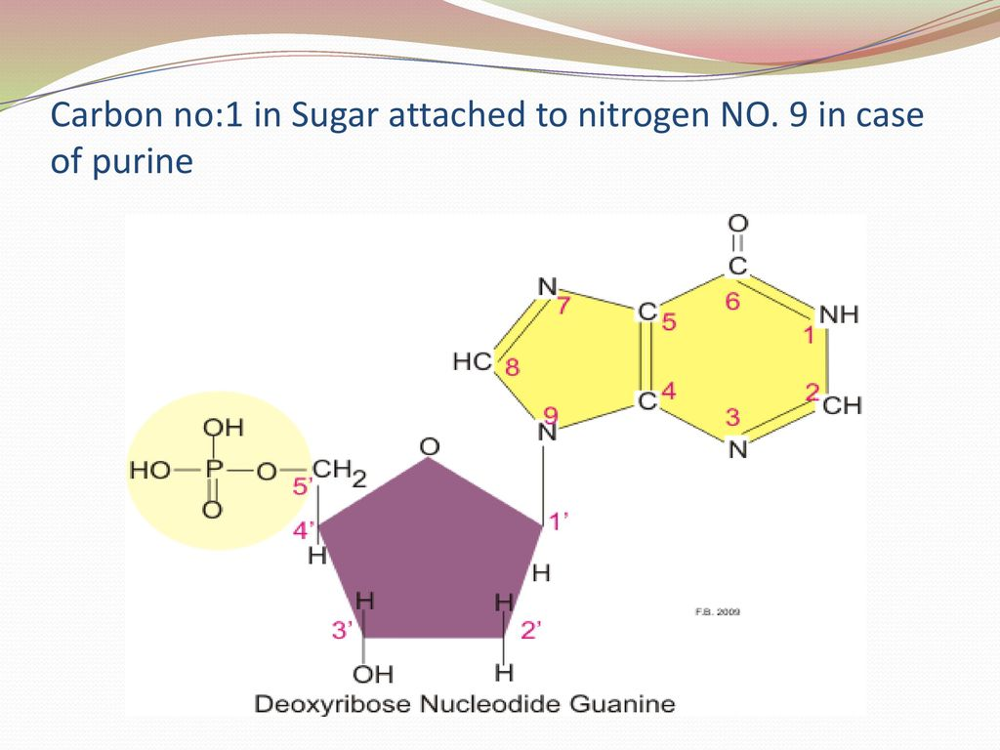 Carbon no:1 in Sugar attached to nitrogen NO. 9 in case
of purine
O
C
6
N
7
C
5
NH
1
HC
8
4
C
2
CH
9
N
3
N
OH
HO
P
O
CH2
5’
O
O
4’
H
1’
H
H
H
3’
2’
OH
H
F.B. 2009
Deoxyribose Nucleodide Guanine